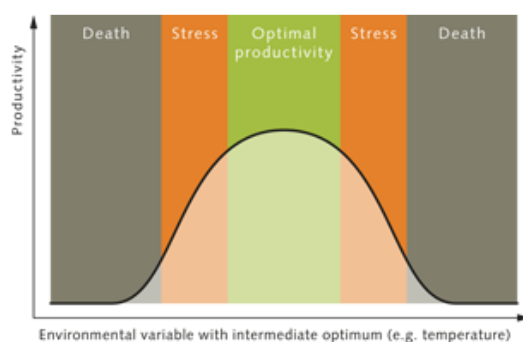 Death
Stress
Optimal
productivity
Stress
Death
Productivity
Environmental variable with intermediate optimum (e.g. temperature)